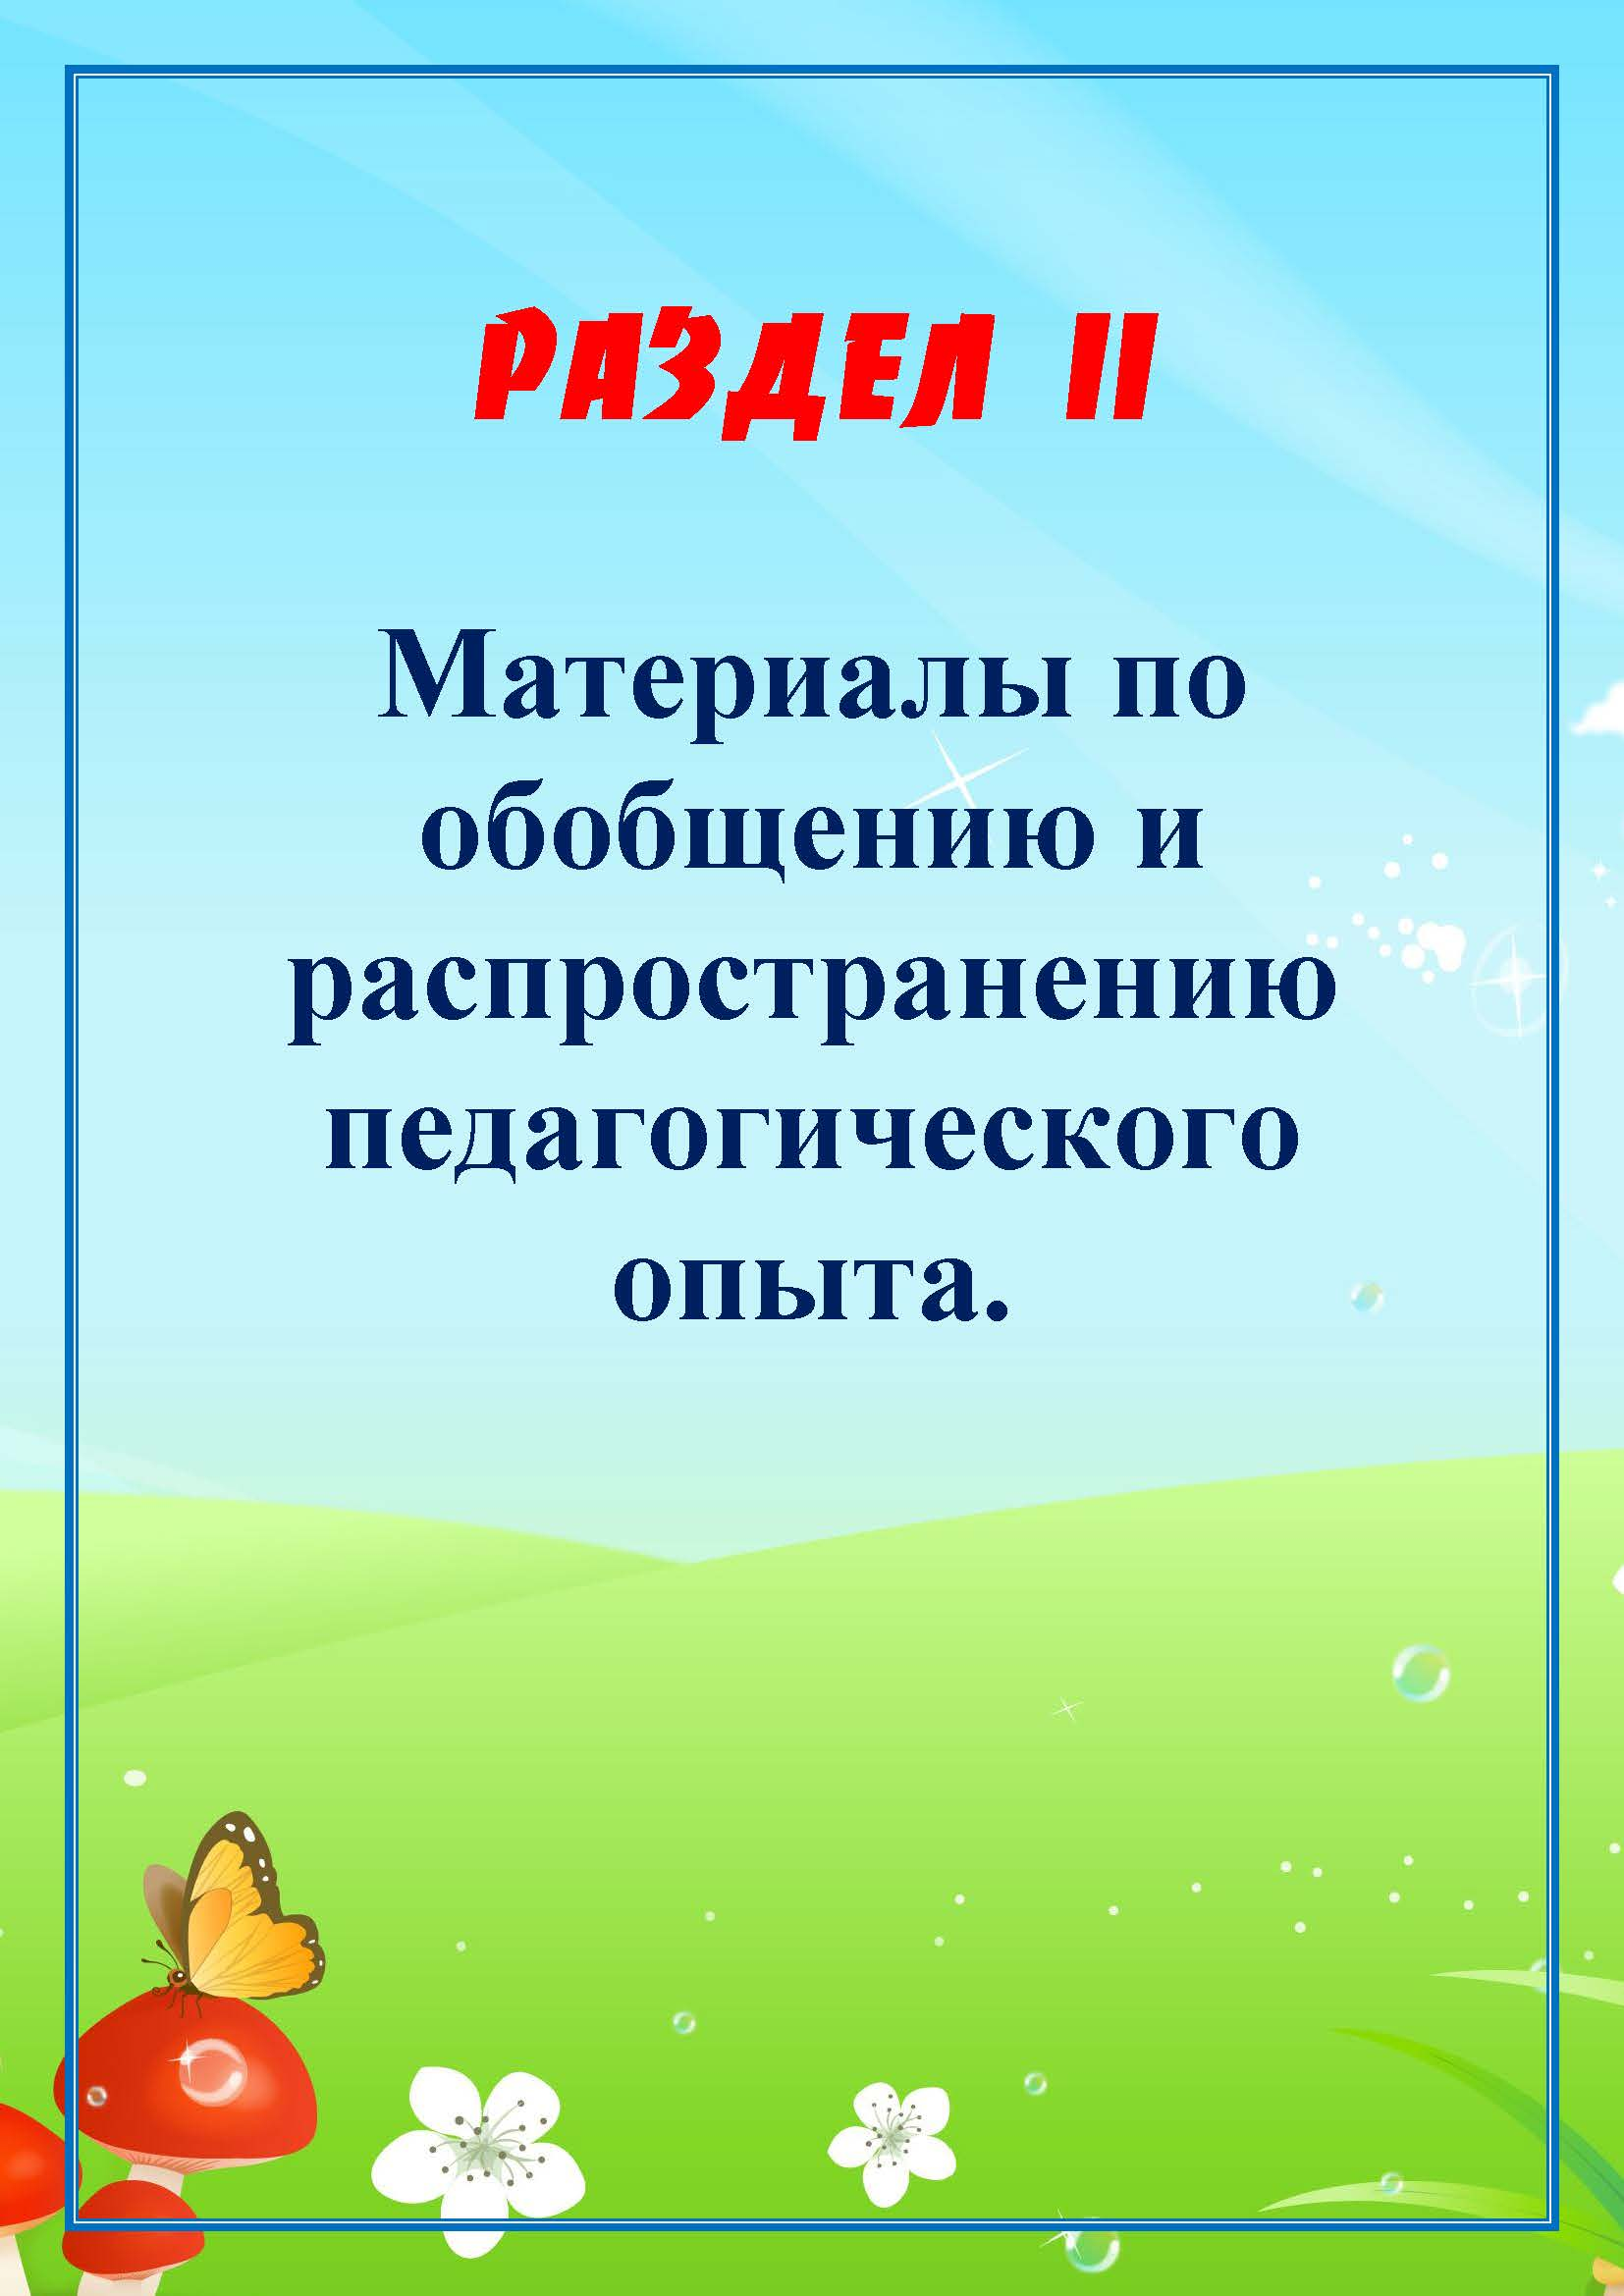 РАЗДЕЛ II
Материалы по
обобщению и
распространению
педагогического
опыта.